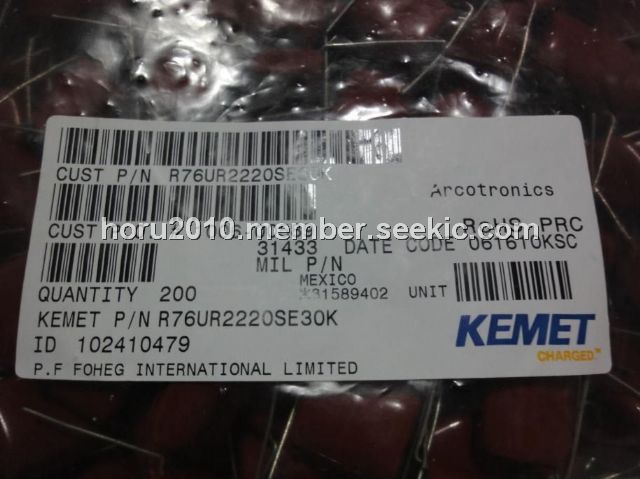 CUST P/N R76UR2220SE30K
Arcotronics
CUST
RoHS PRC
horu2010.member.seekic.com
31433 DATE CODE 061610KSC
MIL P/N
MEXICO
QUANTITY 200
*31589402 UNIT
KEMET P/N R76UR2220SE30K
KEMET
CHARGED.™
ID 102410479
P.F FOHEG INTERNATIONAL LIMITED